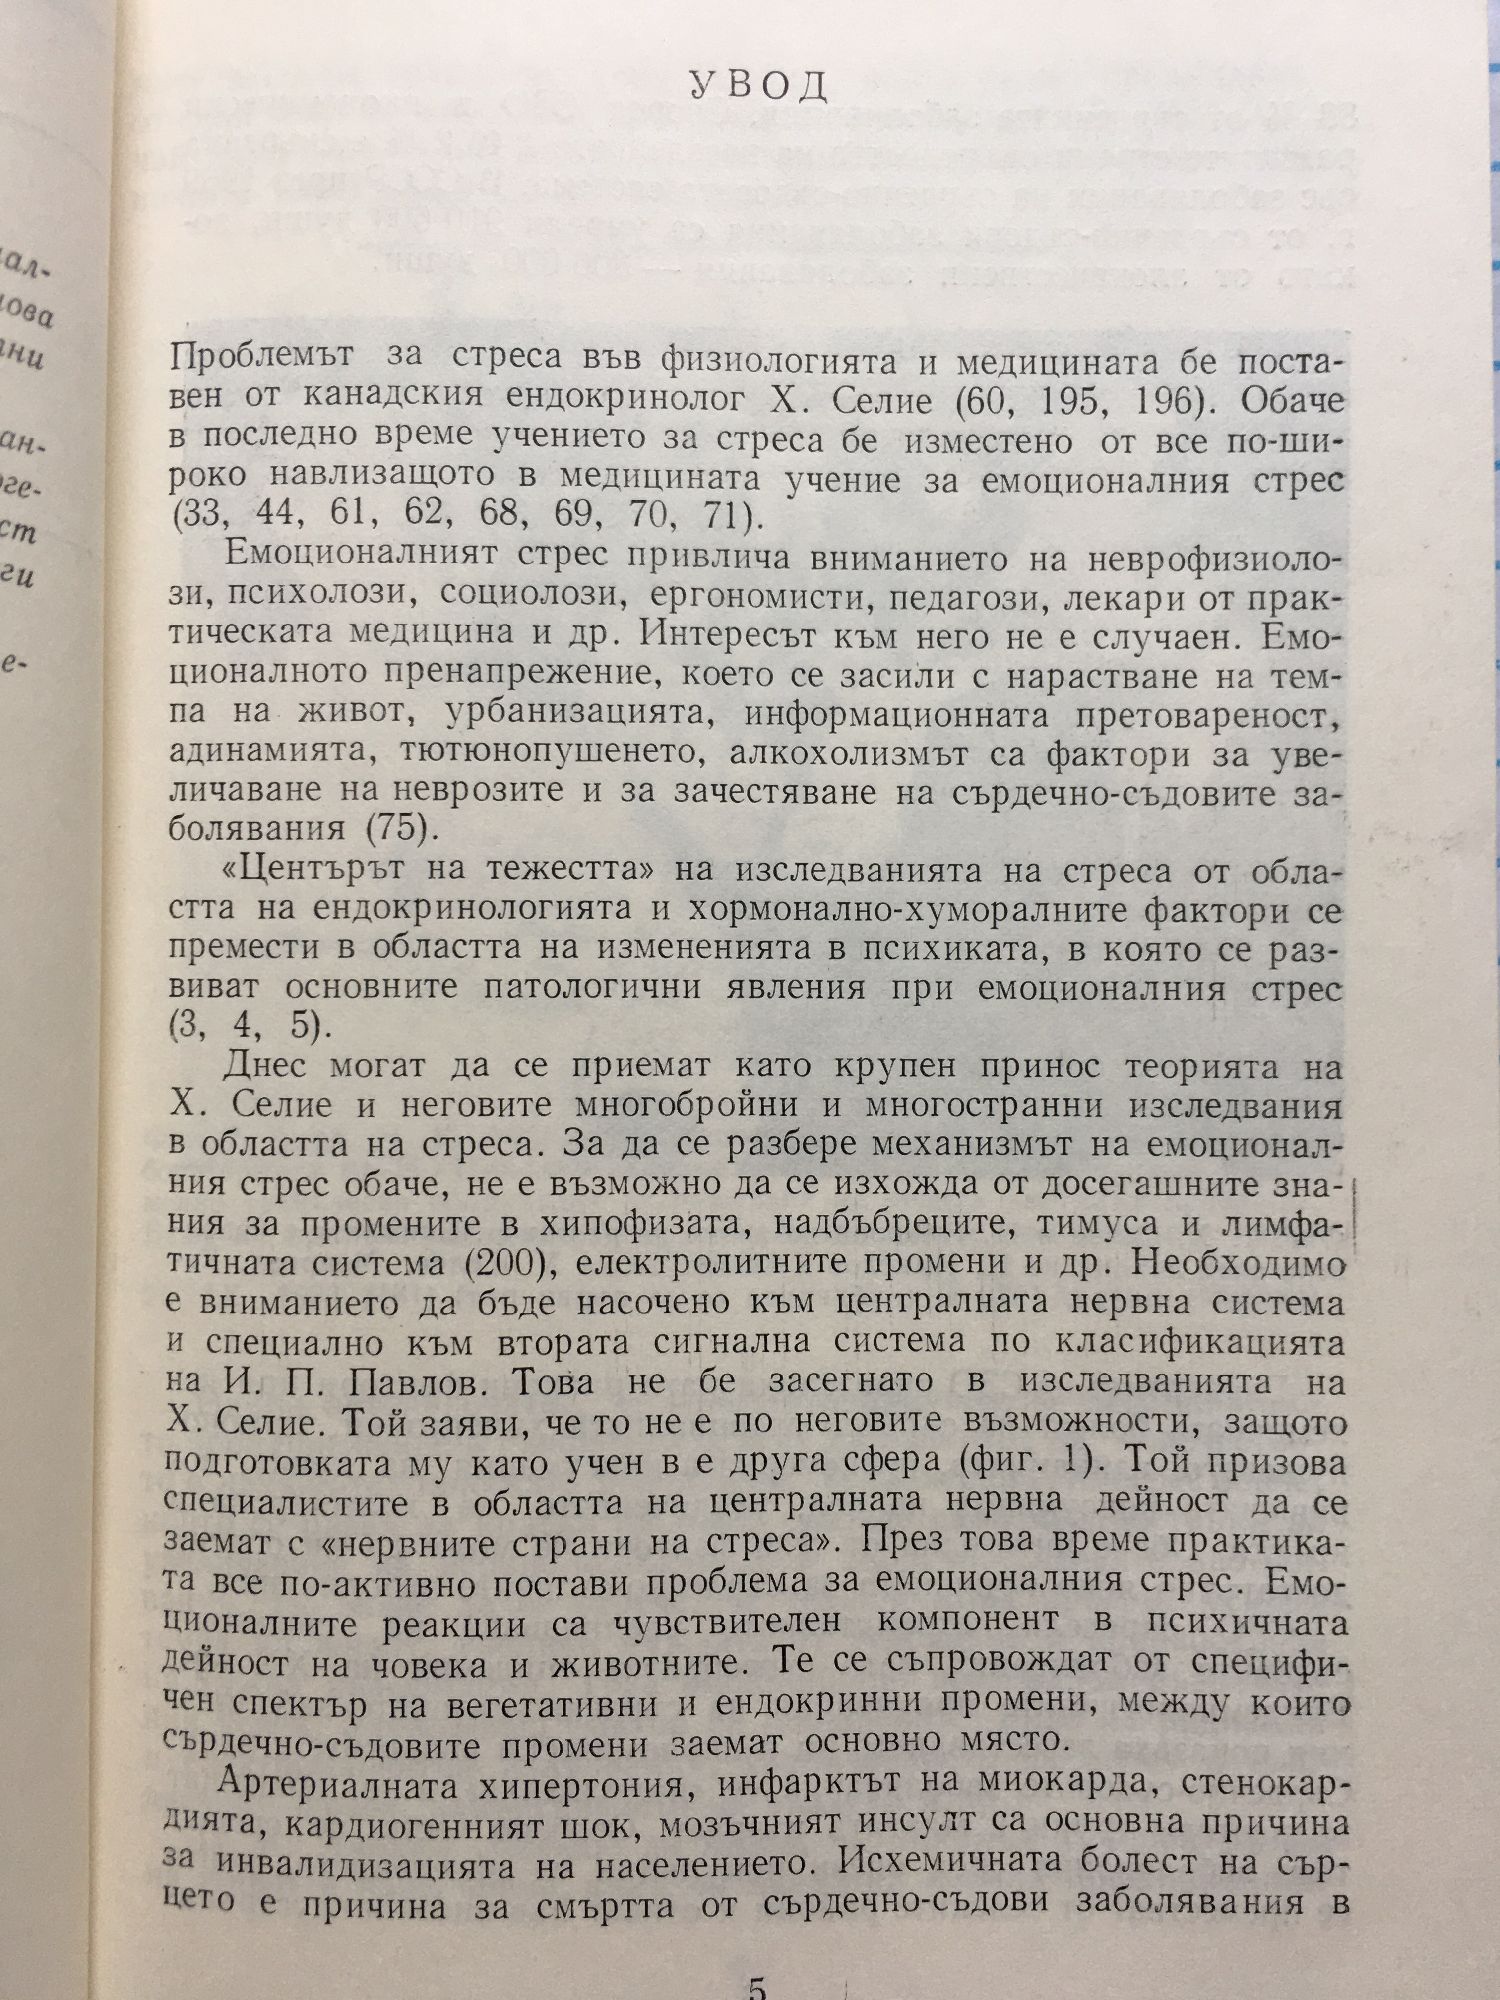 УВОД
Проблемът за стреса във физиологията и медицината бе поста-
вен от канадския ендокринолог Х. Селие (60, 195, 196). Обаче
в последно време учението за стреса бе изместено от все по-ши-
роко навлизащото в медицината учение за емоционалния стрес
(33, 44, 61, 62, 68, 69, 70, 71).
Емоционалният стрес привлича вниманието на неврофизиоло-
зи, психолози, социолози, ергономисти, педагози, лекари от прак-
тическата медицина и др. Интересът към него не е случаен. Емо-
ционалното пренапрежение, което се засили с нарастване на тем-
па на живот, урбанизацията, информационната претовареност,
адинамията, тютюнопушенето, алкохолизмът са фактори за уве-
личаване на неврозите и за зачестяване на сърдечно-съдовите за-
болявания (75).
«Центърът на тежестта» на изследванията на стреса от обла-
стта на ендокринологията и хормонално-хуморалните фактори се
премести в областта на измененията в психиката, в която се раз-
виват основните патологични явления при емоционалния стрес
(3, 4, 5).
Днес могат да се приемат като крупен принос теорията на
Х. Селие и неговите многобройни и многостранни изследвания
в областта на стреса. За да се разбере механизмът на емоционал-
ния стрес обаче, не е възможно да се изхожда от досегашните зна-
ния за промените в хипофизата, надбъбреците, тимуса и лимфа-
тичната система (200), електролитните промени и др. Необходимо
е вниманието да бъде насочено към централната нервна система
и специално към втората сигнална система по класификацията
на И. П. Павлов. Това не бе засегнато в изследванията на
Х. Селие. Той заяви, че то не е по неговите възможности, защото
подготовката му като учен в е друга сфера (фиг. 1). Той призова
специалистите в областта на централната нервна дейност да се
заемат с «нервните страни на стреса». През това време практика-
та все по-активно постави проблема за емоционалния стрес. Емо-
ционалните реакции са чувствителен компонент в психичната
дейност на човека и животните. Те се съпровождат от специфи-
чен спектър на вегетативни и ендокринни промени, между които
сърдечно-съдовите промени заемат основно място.
Артериалната хипертония, инфарктът на миокарда, стенокар-
дията, кардиогенният шок, мозъчният инсулт са основна причина
за инвалидизацията на населението. Исхемичната болест на сър-
цето е причина за смъртта от сърдечно-съдови заболявания в
5